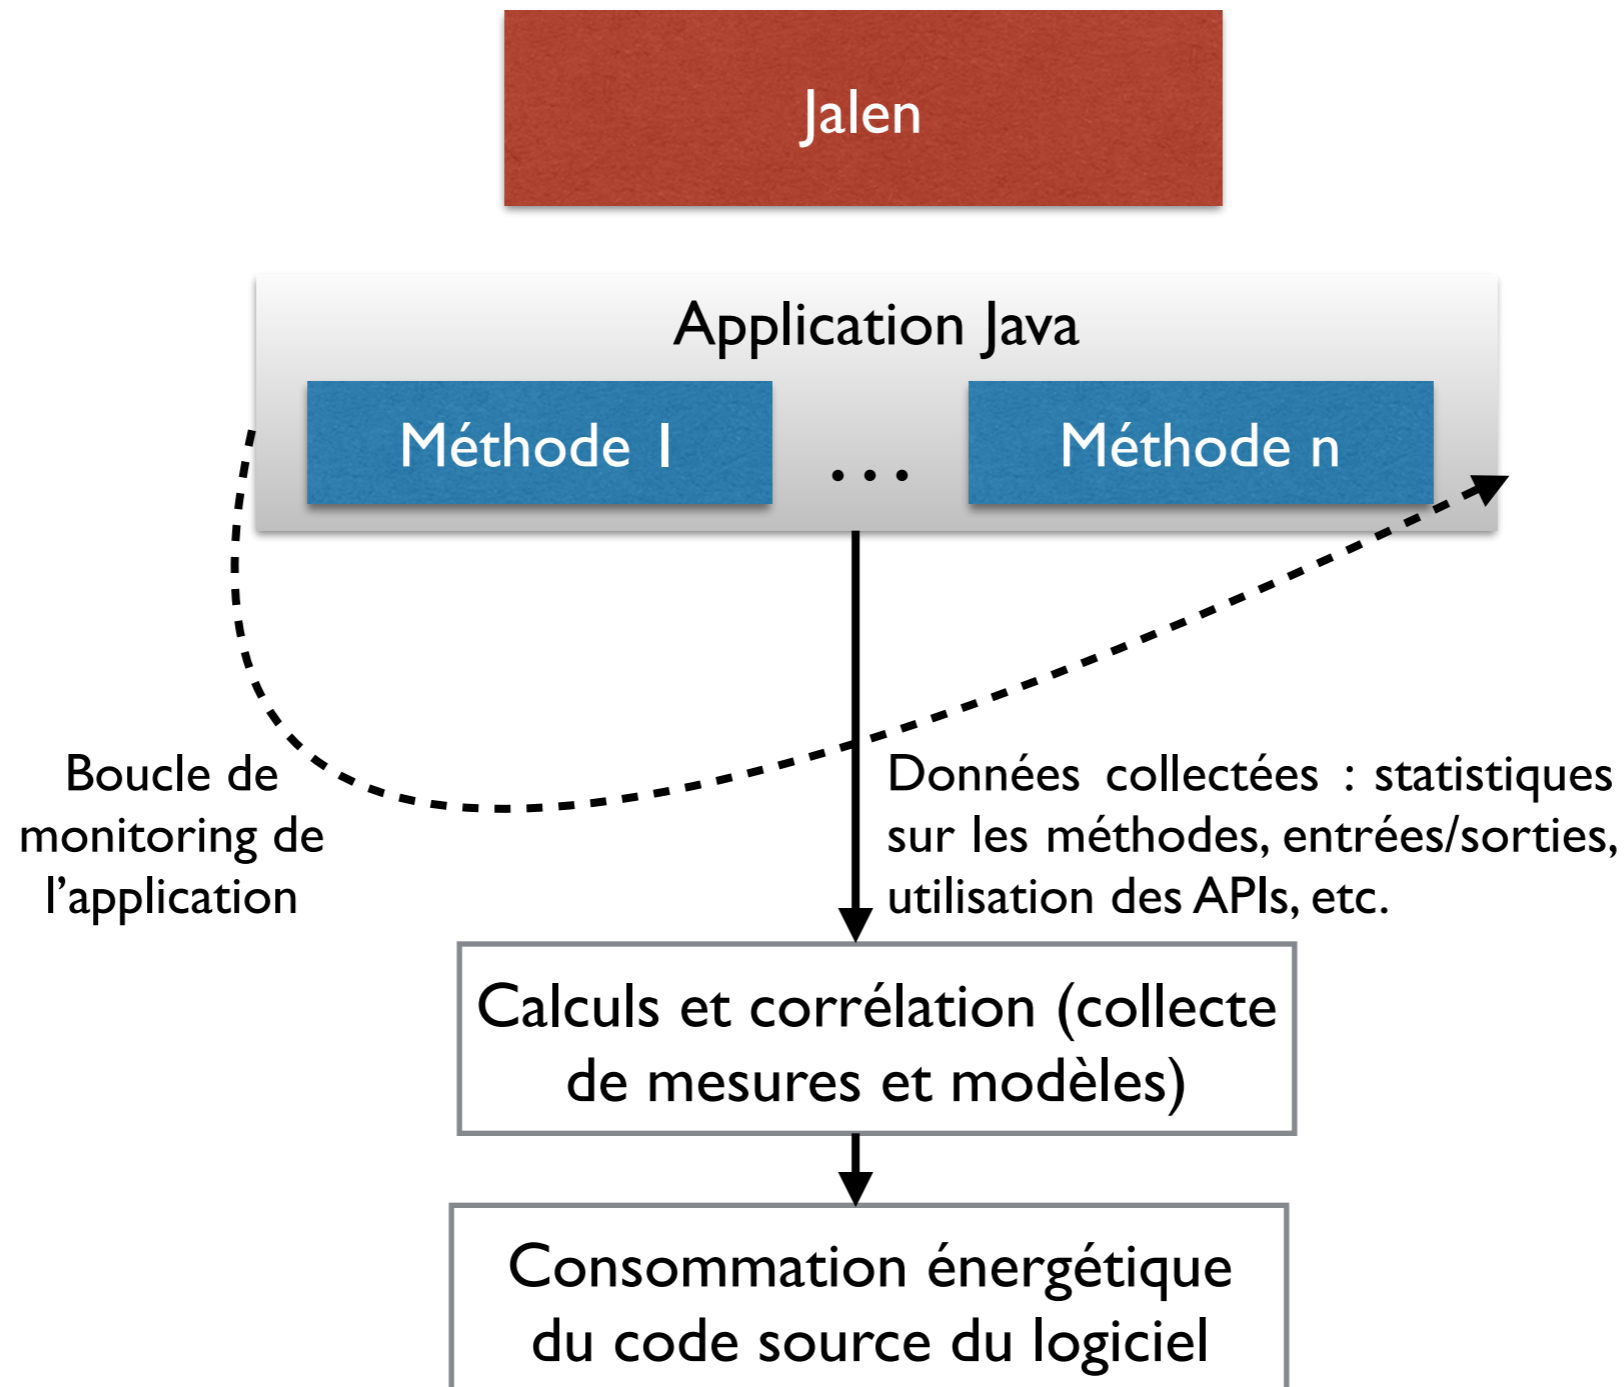 Jalen
Application Java
Méthode 1
...
Méthode n
Boucle de
monitoring de
l'application
Données collectées : statistiques
sur les méthodes, entrées/sorties,
utilisation des APIs, etc.
Calculs et corrélation (collecte
de mesures et modèles)
Consommation énergétique
du code source du logiciel